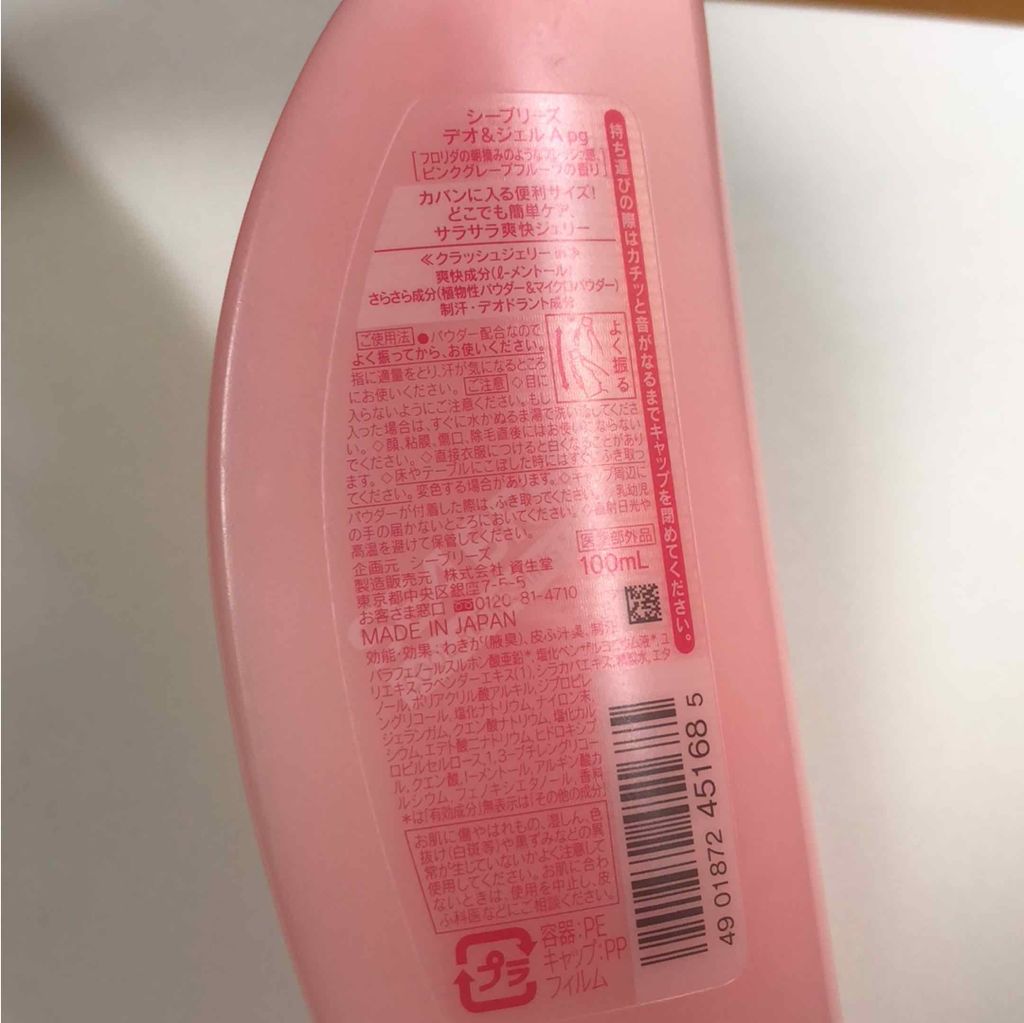 シーブリーズ
デオ&ジェル A pg
フロリダの朝摘みのような
ピンクグレープフルーツの香り
カバンに入る便利サイズ!
どこでも簡単ケア、
サラサラ爽快ジェリー
≪クラッシュジェリー in≫
爽快成分(ℓ-メントール)
さらさら成分(植物性パウダー&マイクロパウダー)
制汗・デオドラント成分
持ち運びの際はカチッと音がなるまでキャップを閉めてください。
よく振る
ご使用法 ●パウダー配合なので
よく振ってから、お使いください。
指に適量をとり、汗が気になるところ
にお使いください。 ご注意 ◇目に
入らないようにご注意ください。もし
入った場合は、すぐに水かぬるま湯で洗い流してくださ
い。◇顔、粘膜、傷口、除毛直後にはお使いにならない
でください。◇直接衣服につけると白くなることがあり
ます。◇床やテーブルにこぼした時にはすぐふき取っ
てください。変色する場合があります。◇キャップ周辺に
パウダーが付着した際は、ふき取ってください。◇乳幼児
の手の届かないところにおいてください。◇直射日光や
高温を避けて保管してください。
企画元 シーブリーズ
製造販売元 株式会社 資生堂
東京都中央区銀座7-5-5
お客さま窓口 0120-81-4710
MADE IN JAPAN
医薬部外品
100mL
効能・効果:わきが(腋臭)、皮ふ汗臭、制汗
パラフェノールスルホン酸亜鉛*、塩化ベンザルコニウム液*、ユ
リエキス、ラベンダーエキス(1)、シラカバエキス、精製水、エタ
ノール、ポリアクリル酸アルキル、ジプロピレ
ングリコール、塩化ナトリウム、ナイロン末、
ジェランガム、クエン酸ナトリウム、塩化カル
シウム、エデト酸二ナトリウム、ヒドロキシプ
ロピルセルロース、1,3-ブチレングリコー
ル、クエン酸、l-メントール、アルギン酸カ
ルシウム、フェノキシエタノール、香料
*は「有効成分」無表示は「その他の成分」
お肌に傷やはれもの、湿しん、色
抜け(白斑等)や黒ずみなどの異
常が生じていないかよく注意して
使用してください。お肌に合わ
ないときは、使用を中止し、皮
ふ科医などにご相談ください。
プラ
容器:PE
キャップ:PP
フィルム
49 01872 45168 5